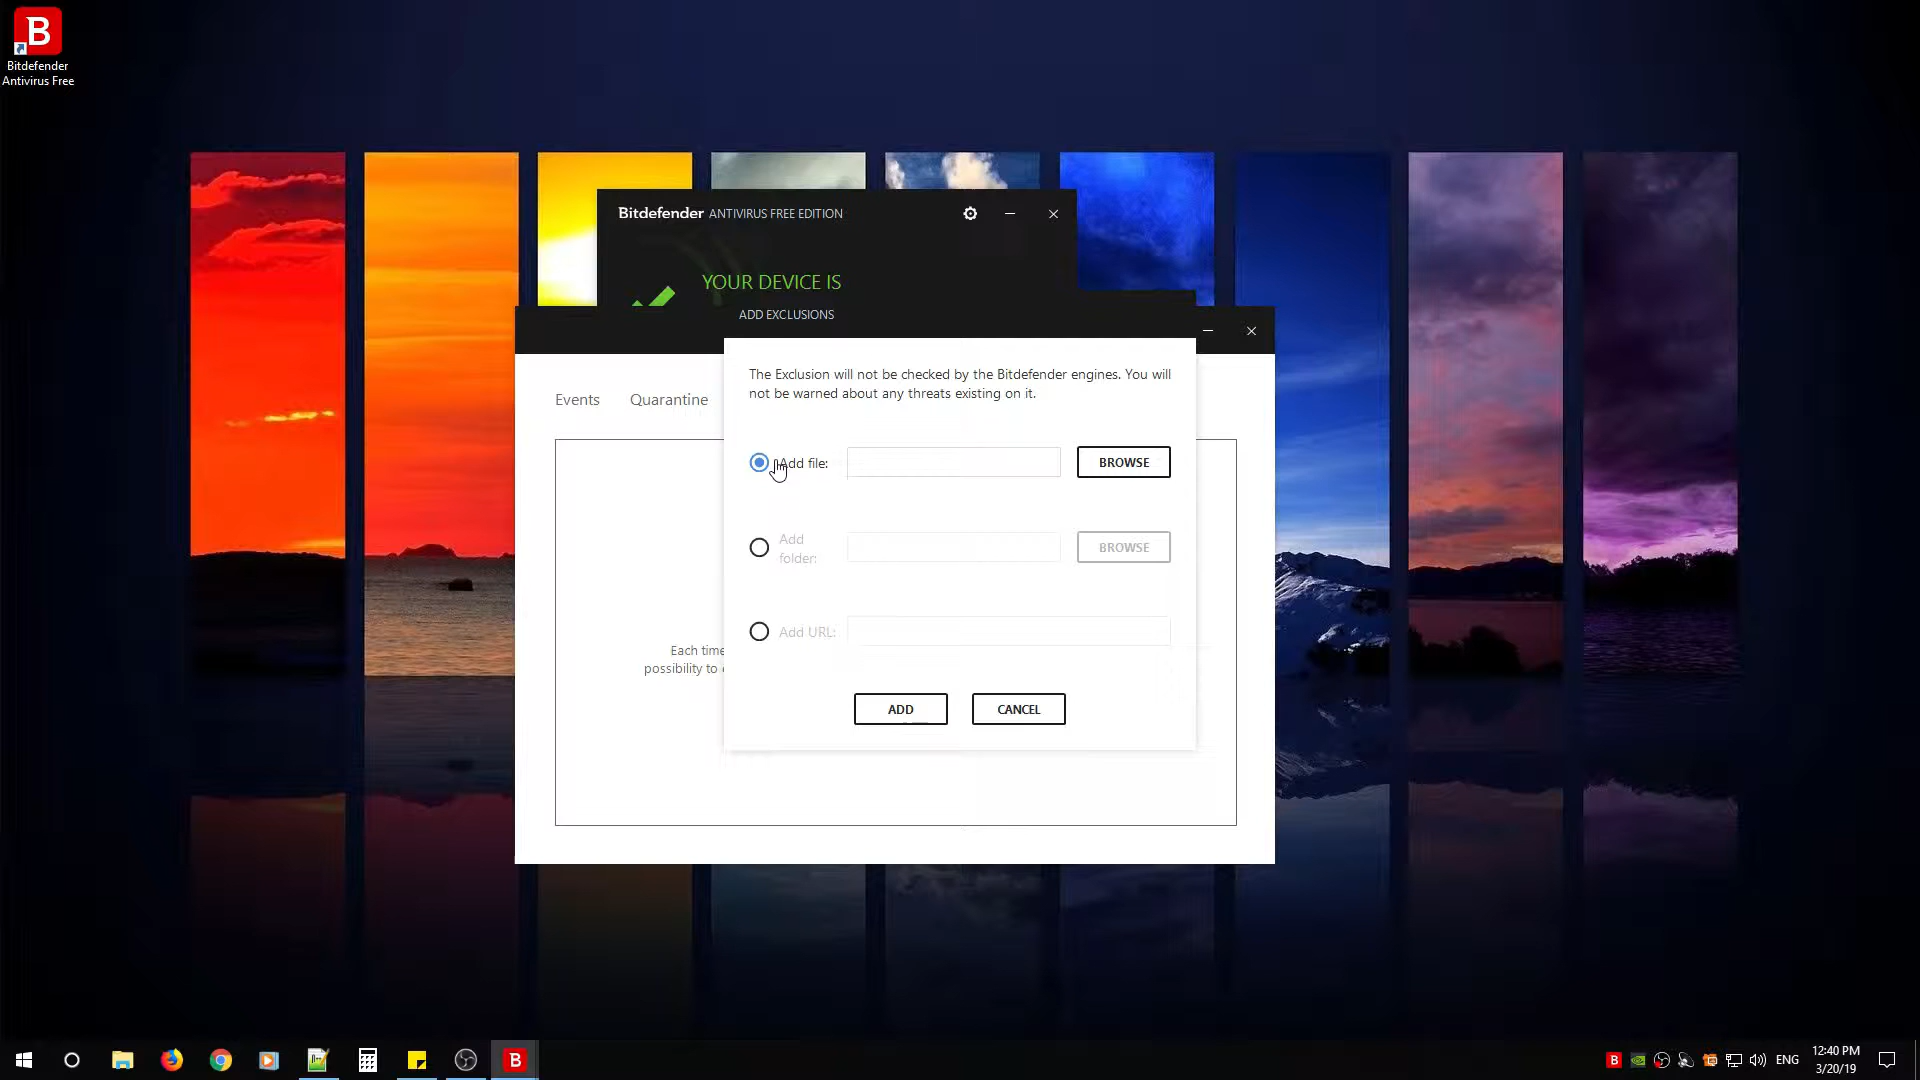 B
Bitdefender
Antivirus Free
Bitdefender ANTIVIRUS FREE EDITION
YOUR DEVICE IS
ADD EXCLUSIONS
The Exclusion will not be checked by the Bitdefender engines. You will
not be warned about any threats existing on it.
Events Quarantine
Add file: BROWSE
Add
folder: BROWSE
Add URL:
Each time
possibility to
ADD CANCEL
B
B
ENG
12:40 PM
3/20/19